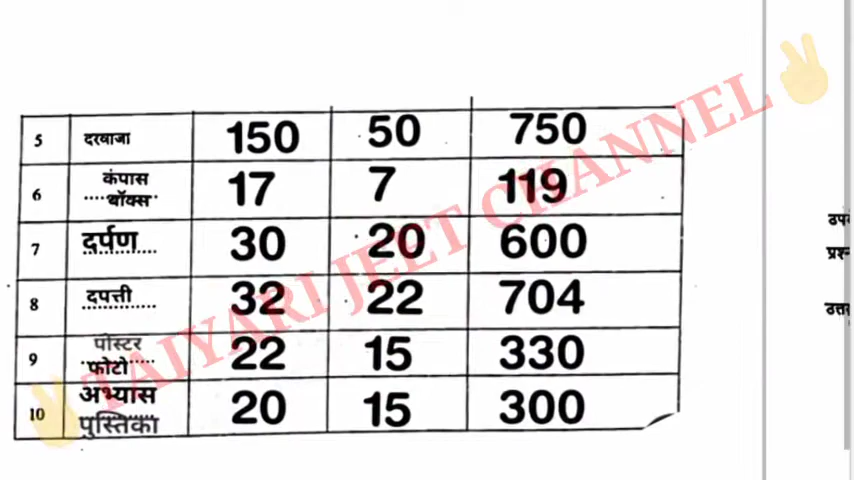 5 दरवाजा 150 50 750
6 कंपास बॉक्स 17 7 119
7 दर्पण 30 20 600
8 दपत्ती 32 22 704
9 पोस्टर फोटो 22 15 330
10 अभ्यास पुस्तिका 20 15 300
TAIYARI JEET CHANNEL